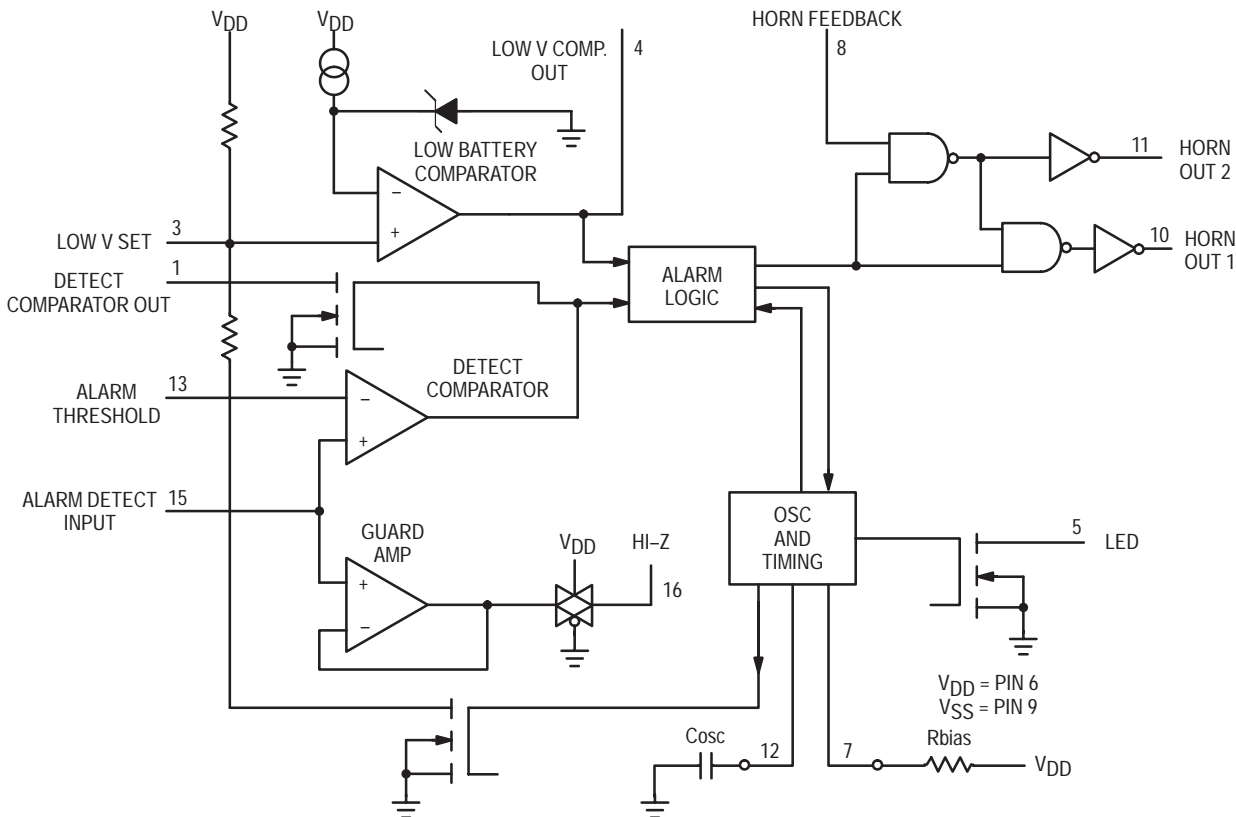 VDD
VDD
LOW V COMP.
OUT
4
HORN FEEDBACK
8
LOW BATTERY
COMPARATOR
11
HORN
OUT 2
–
+
3
LOW V SET
10
HORN
OUT 1
1
DETECT
COMPARATOR OUT
ALARM
LOGIC
DETECT
COMPARATOR
13
ALARM
THRESHOLD
–
+
15
ALARM DETECT
INPUT
GUARD
AMP
VDD
HI–Z
16
OSC
AND
TIMING
5
LED
+
–
VDD = PIN 6
VSS = PIN 9
Cosc
12
7
Rbias
VDD